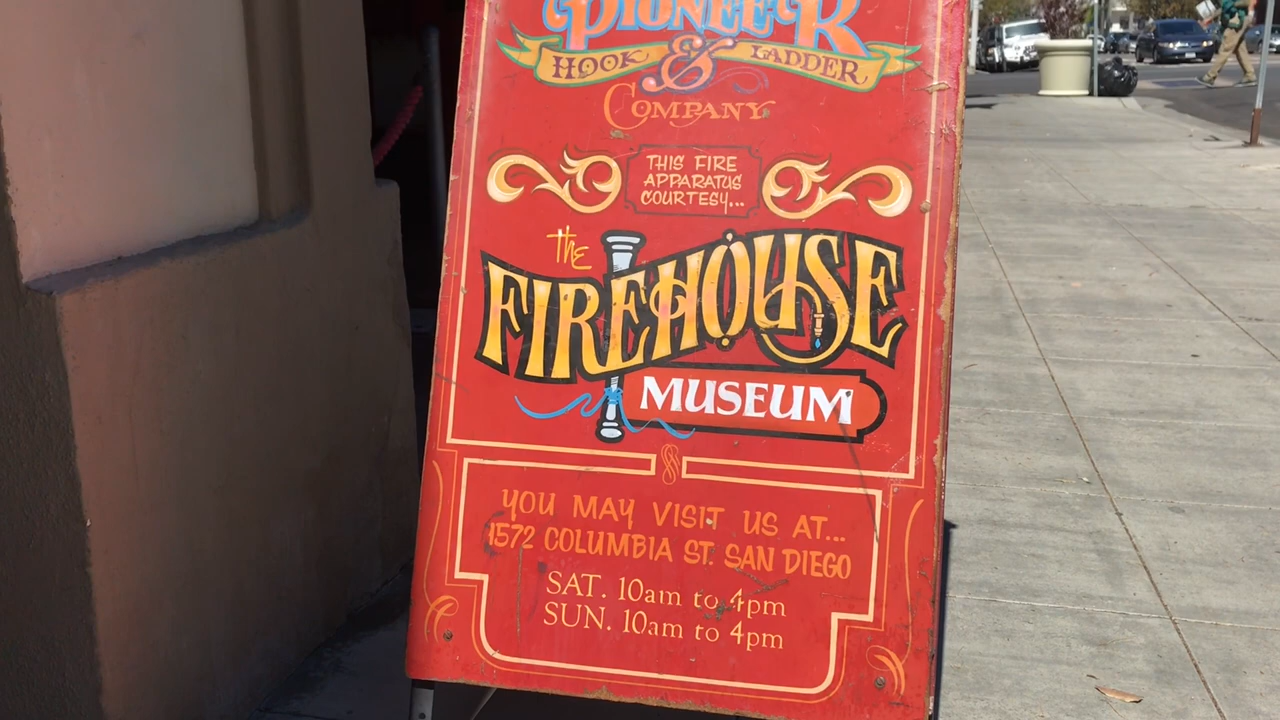 PIONEER
HOOK & LADDER
COMPANY
THIS FIRE
APPARATUS
COURTESY...
the
FIREHOUSE
MUSEUM
YOU MAY VISIT US AT...
1572 COLUMBIA ST. SAN DIEGO
SAT. 10am to 4pm
SUN. 10am to 4pm